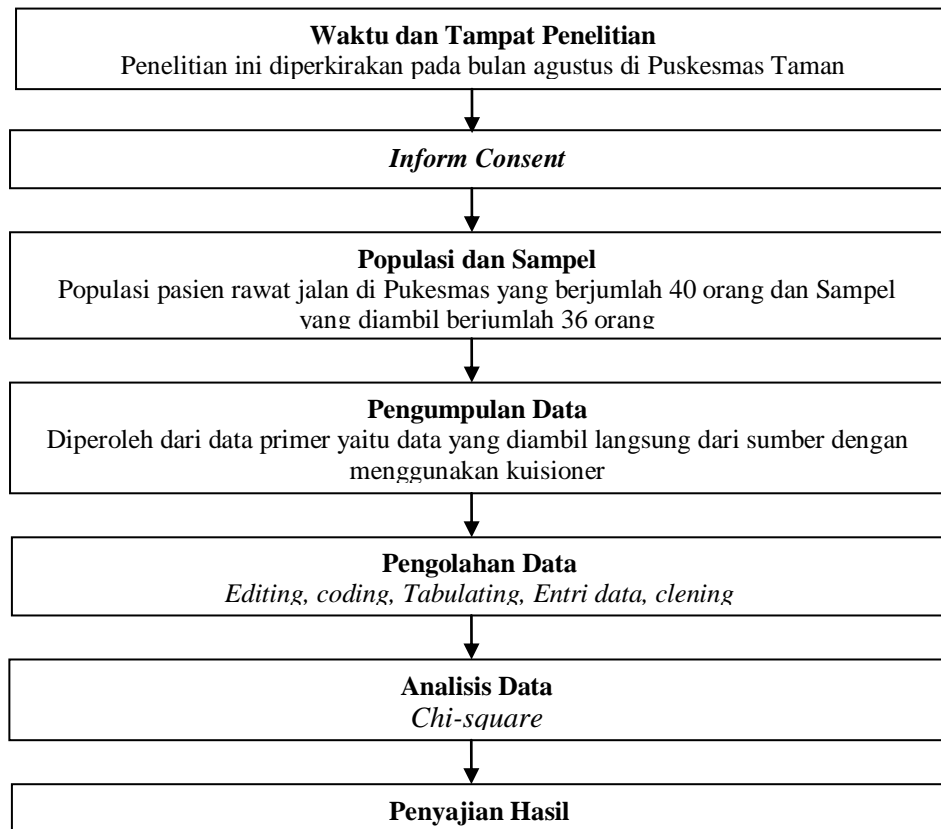 Waktu dan Tampat Penelitian
Penelitian ini diperkirakan pada bulan agustus di Puskesmas Taman
Inform Consent
Populasi dan Sampel
Populasi pasien rawat jalan di Pukesmas yang berjumlah 40 orang dan Sampel
yang diambil berjumlah 36 orang
Pengumpulan Data
Diperoleh dari data primer yaitu data yang diambil langsung dari sumber dengan
menggunakan kuisioner
Pengolahan Data
Editing, coding, Tabulating, Entri data, clening
Analisis Data
Chi-square
Penyajian Hasil